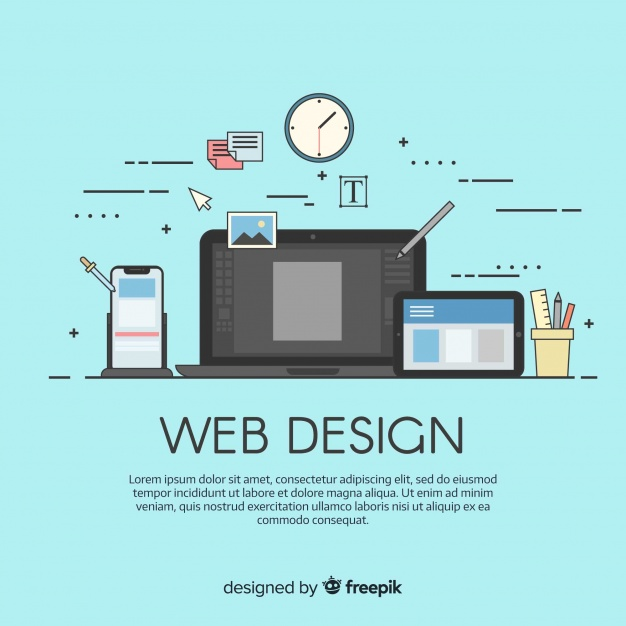 T
WEB DESIGN
Lorem ipsum dolor sit amet, consectetur adipiscing elit, sed do eiusmod
tempor incididunt ut labore et dolore magna aliqua. Ut enim ad minim
veniam, quis nostrud exercitation ullamco laboris nisi ut aliquip ex ea
commodo consequat.
designed by freepik